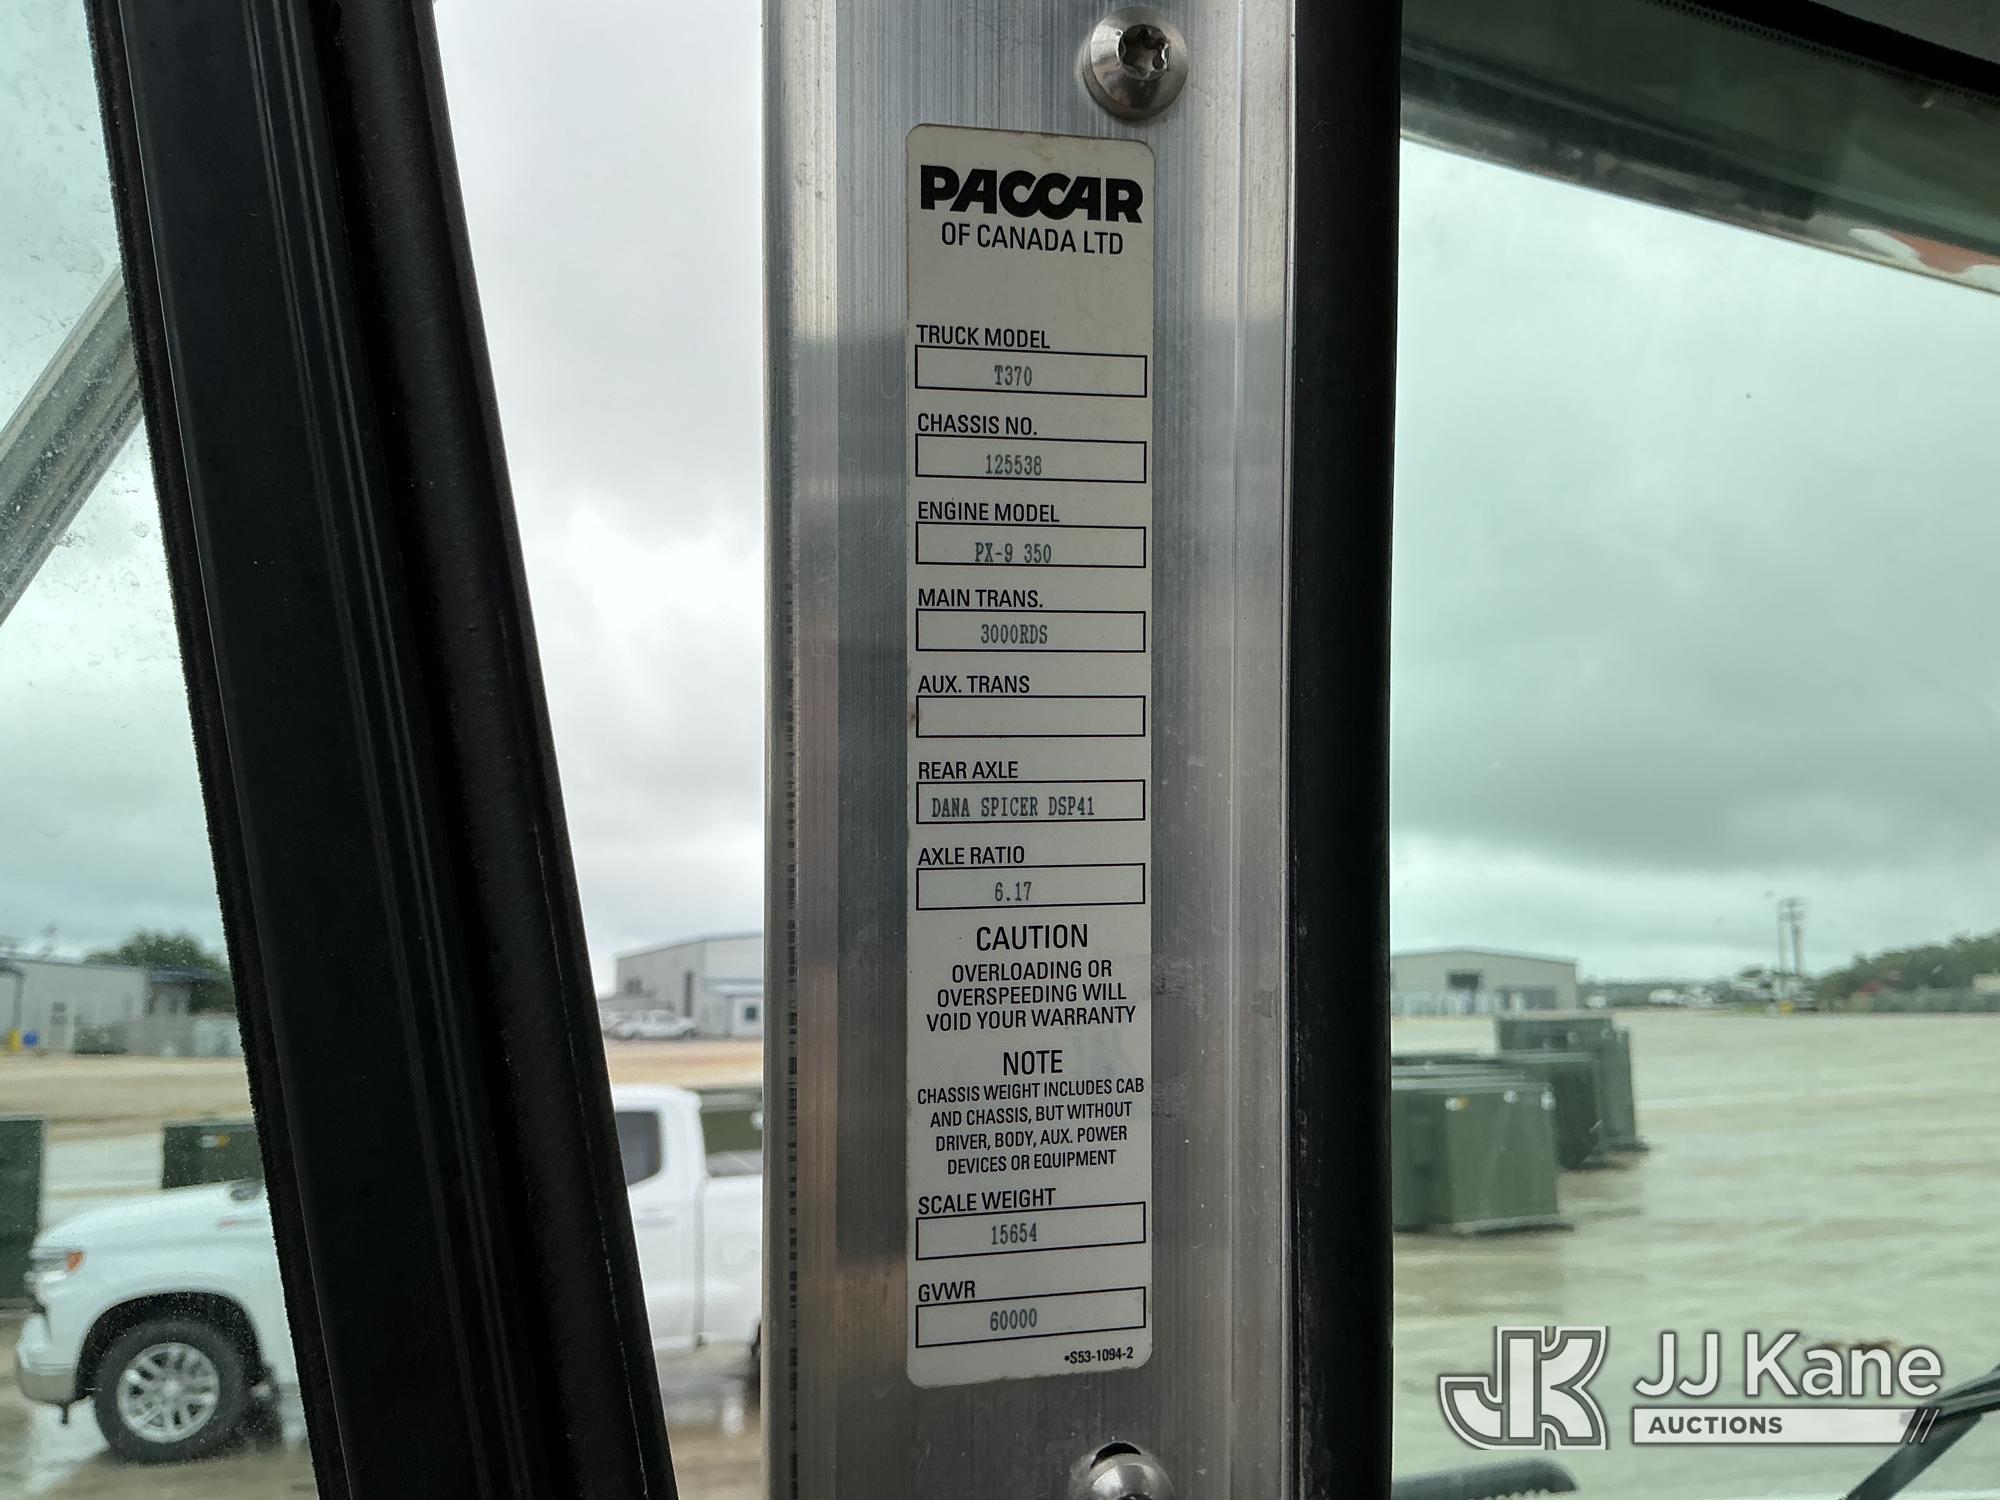 PACCAR
OF CANADA LTD
TRUCK MODEL
T370
CHASSIS NO.
125538
ENGINE MODEL
PX-9 350
MAIN TRANS.
3000RDS
AUX. TRANS
REAR AXLE
DANA SPICER DSP41
AXLE RATIO
6.17
CAUTION
OVERLOADING OR
OVERSPEEDING WILL
VOID YOUR WARRANTY
NOTE
CHASSIS WEIGHT INCLUDES CAB
AND CHASSIS, BUT WITHOUT
DRIVER, BODY, AUX. POWER
DEVICES OR EQUIPMENT
SCALE WEIGHT
15654
GVWR
60000
•S53-1094-2
JK JJ Kane
AUCTIONS